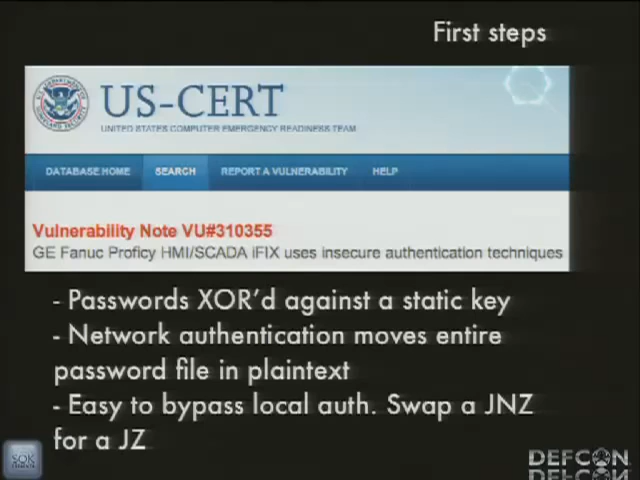 First steps
US-CERT
UNITED STATES COMPUTER EMERGENCY READINESS TEAM
DATABASE HOME SEARCH REPORT A VULNERABILITY HELP
Vulnerability Note VU#310355
GE Fanuc Proficy HMI/SCADA iFIX uses insecure authentication techniques
- Passwords XOR'd against a static key
- Network authentication moves entire
password file in plaintext
- Easy to bypass local auth. Swap a JNZ
for a JZ
SOK
DEFCON